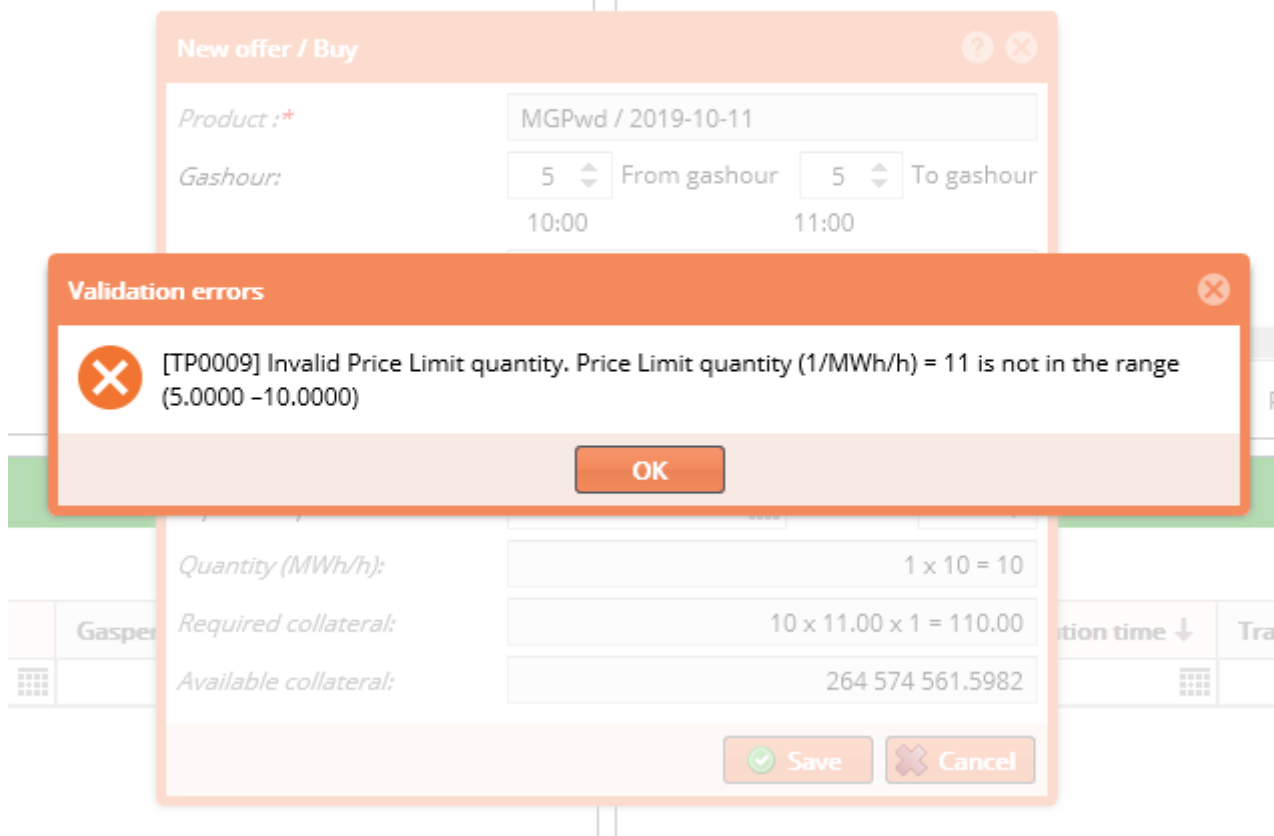 New offer / Buy
Product :* MGPwd / 2019-10-11
Gashour: 5 From gashour 5 To gashour
10:00 11:00
Validation errors
[TP0009] Invalid Price Limit quantity. Price Limit quantity (1/MWh/h) = 11 is not in the range
(5.0000 –10.0000)
OK
Quantity (MWh/h): 1 x 10 = 10
Required collateral: 10 x 11.00 x 1 = 110.00
Available collateral: 264 574 561.5982
Gasper tion time Tra
Save Cancel